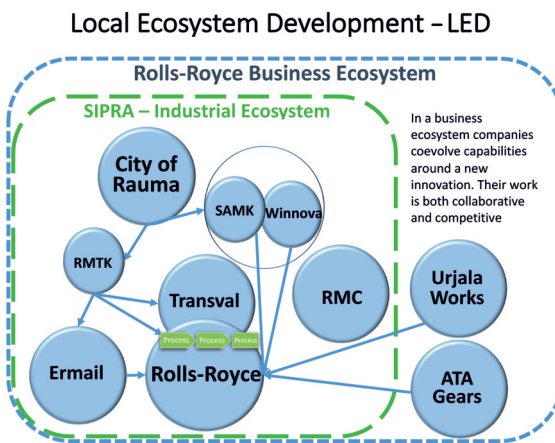 Local Ecosystem Development – LED
Rolls-Royce Business Ecosystem
SIPRA – Industrial Ecosystem
In a business
ecosystem companies
coevolve capabilities
around a new
innovation. Their work
is both collaborative
and competitive
City of
Rauma
SAMK
Winnova
RMTK
Transval
RMC
Urjala
Works
Process
Process
Process
Ermail
Rolls-Royce
ATA
Gears